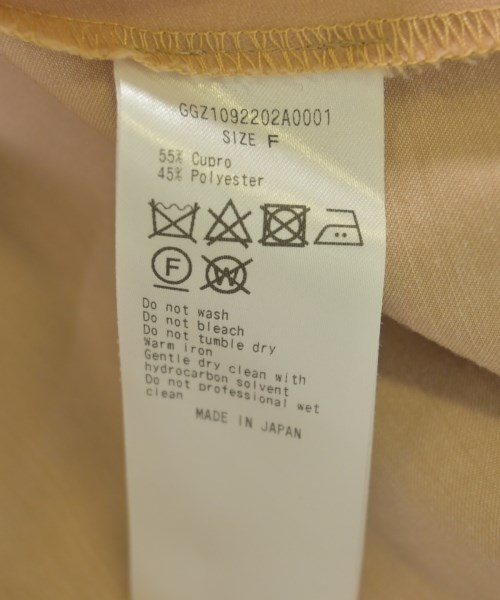 GGZ1092202A0001
SIZE F
55% Cupro
45% Polyester
F
W
Do not wash
Do not bleach
Do not tumble dry
Warm iron
Gentle dry clean with
hydrocarbon solvent
Do not professional wet
clean
MADE IN JAPAN